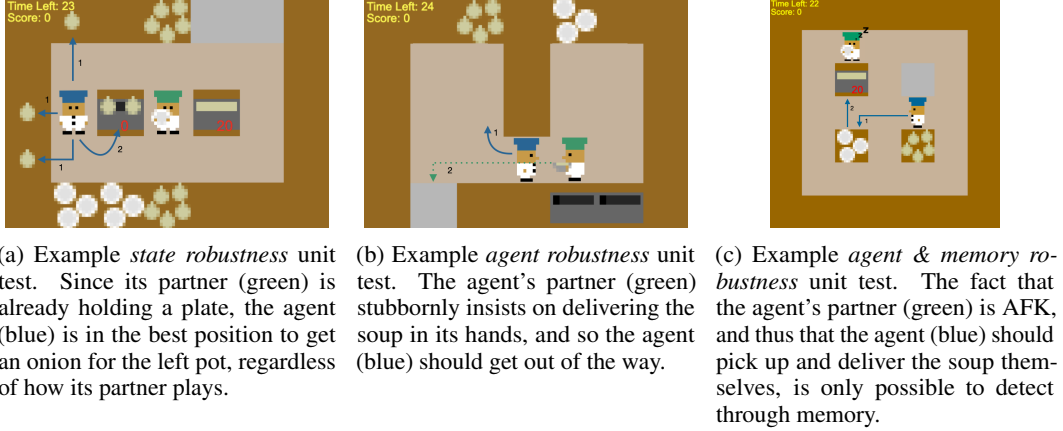 Time Left: 23
Score: 0
1
1
1
2
0
20
Time Left: 24
Score: 0
1
2
Time Left: 22
Score: 0
z
z
20
2
1
(a) Example state robustness unit
test. Since its partner (green) is
already holding a plate, the agent
(blue) is in the best position to get
an onion for the left pot, regardless
of how its partner plays.
(b) Example agent robustness unit
test. The agent's partner (green)
stubbornly insists on delivering the
soup in its hands, and so the agent
(blue) should get out of the way.
(c) Example agent & memory ro-
bustness unit test. The fact that
the agent's partner (green) is AFK,
and thus that the agent (blue) should
pick up and deliver the soup them-
selves, is only possible to detect
through memory.